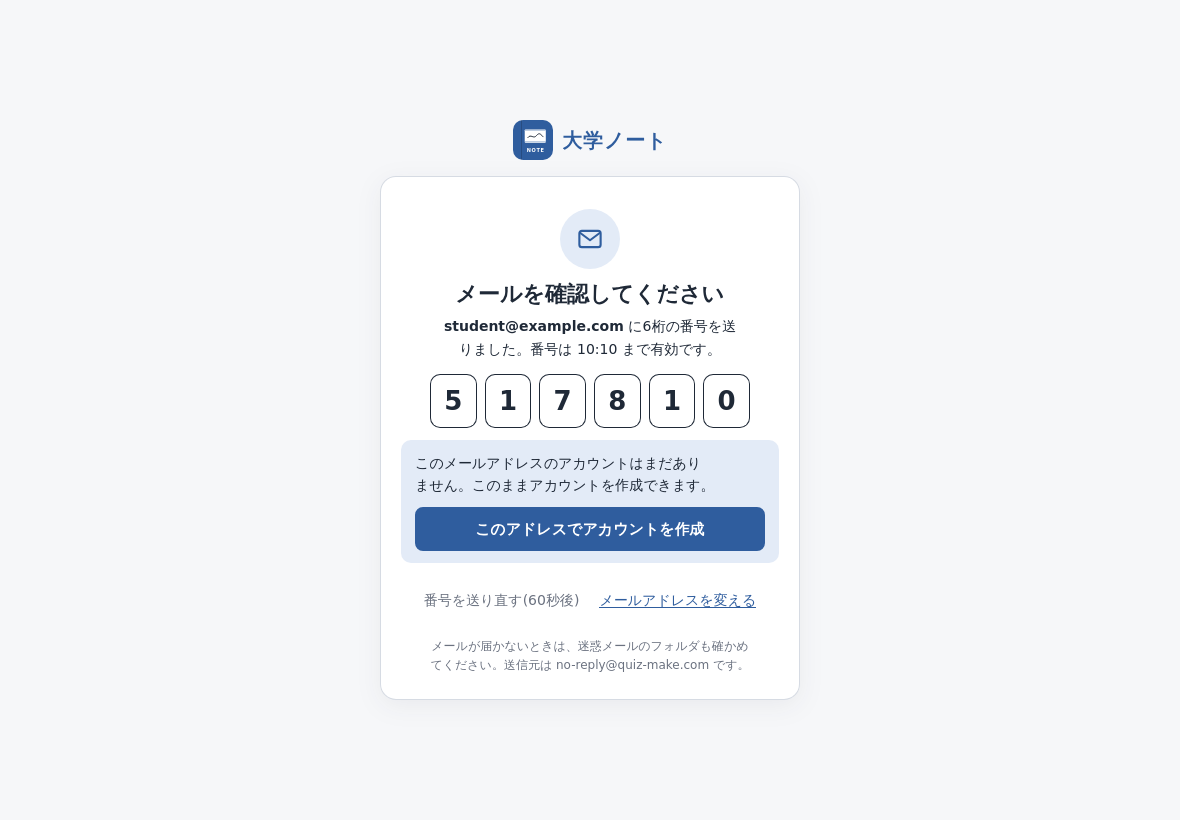 NOTE
大学ノート
メールを確認してください
student@example.com に6桁の番号を送
りました。番号は 10:10 まで有効です。
5 1 7 8 1 0
このメールアドレスのアカウントはまだあり
ません。このままアカウントを作成できます。
このアドレスでアカウントを作成
番号を送り直す(60秒後) メールアドレスを変える
メールが届かないときは、迷惑メールのフォルダも確かめ
てください。送信元は no-reply@quiz-make.com です。